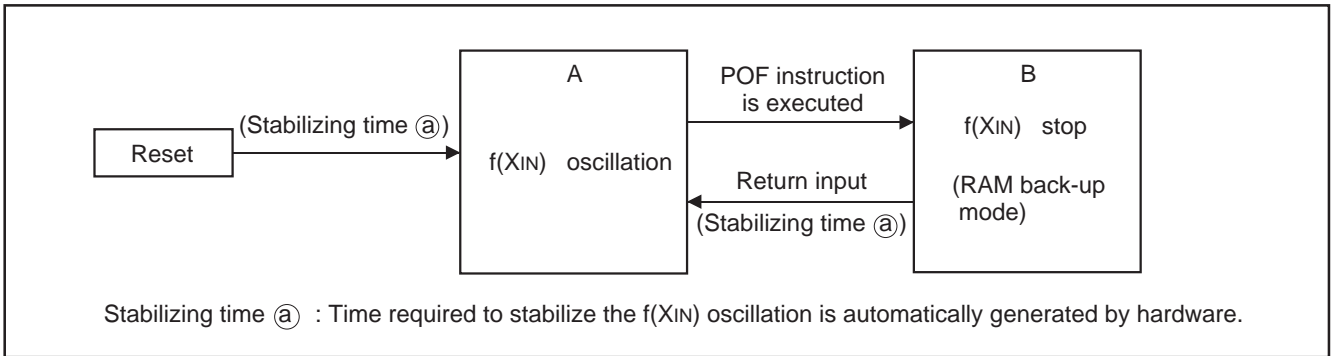 Reset
(Stabilizing time ⓐ)
A
f(XIN) oscillation
POF instruction
is executed
Return input
(Stabilizing time ⓐ)
B
f(XIN) stop
(RAM back-up
mode)
Stabilizing time ⓐ : Time required to stabilize the f(XIN) oscillation is automatically generated by hardware.